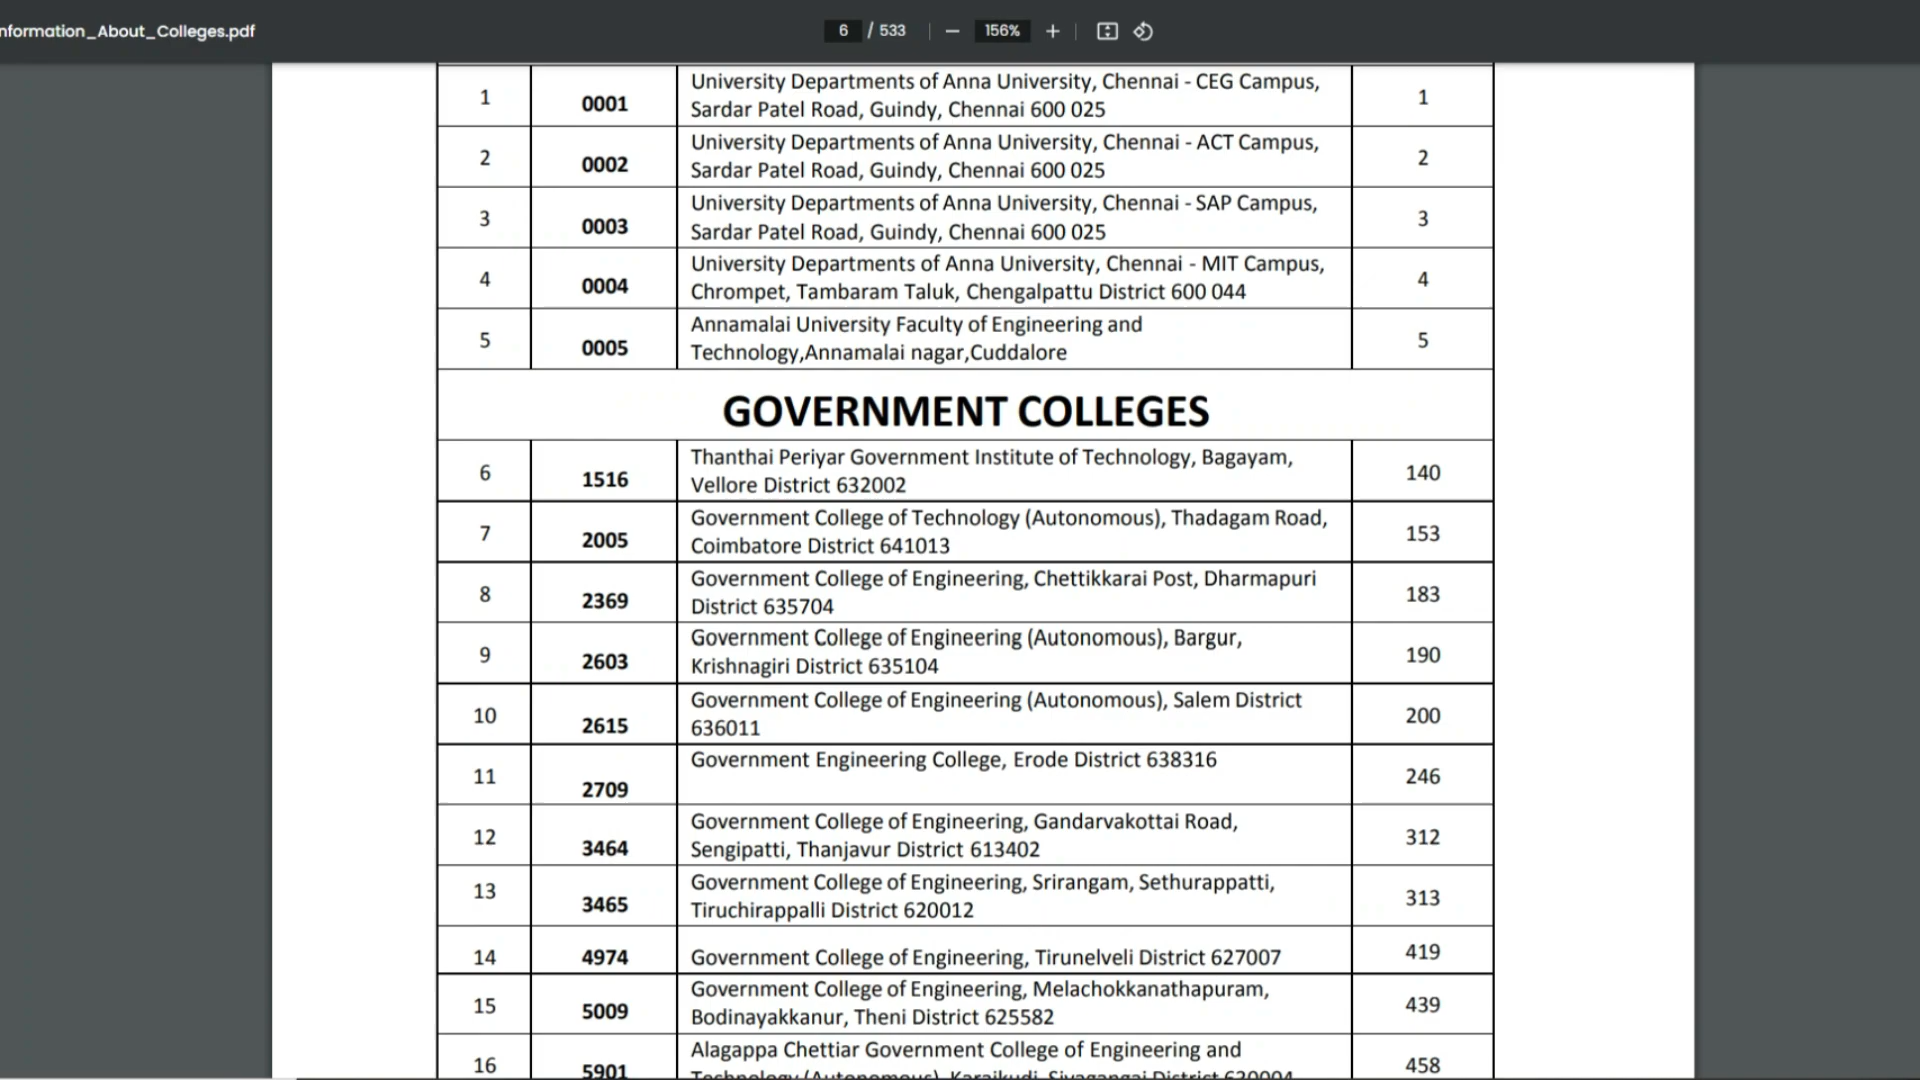 nformation_About_Colleges.pdf
6 / 533
156%
1 0001 University Departments of Anna University, Chennai - CEG Campus, 1
Sardar Patel Road, Guindy, Chennai 600 025
2 0002 University Departments of Anna University, Chennai - ACT Campus, 2
Sardar Patel Road, Guindy, Chennai 600 025
3 0003 University Departments of Anna University, Chennai - SAP Campus, 3
Sardar Patel Road, Guindy, Chennai 600 025
4 0004 University Departments of Anna University, Chennai - MIT Campus, 4
Chrompet, Tambaram Taluk, Chengalpattu District 600 044
5 0005 Annamalai University Faculty of Engineering and 5
Technology,Annamalai nagar,Cuddalore
GOVERNMENT COLLEGES
6 1516 Thanthai Periyar Government Institute of Technology, Bagayam, 140
Vellore District 632002
7 2005 Government College of Technology (Autonomous), Thadagam Road, 153
Coimbatore District 641013
8 2369 Government College of Engineering, Chettikkarai Post, Dharmapuri 183
District 635704
9 2603 Government College of Engineering (Autonomous), Bargur, 190
Krishnagiri District 635104
10 2615 Government College of Engineering (Autonomous), Salem District 200
636011
11 2709 Government Engineering College, Erode District 638316 246
12 3464 Government College of Engineering, Gandarvakottai Road, 312
Sengipatti, Thanjavur District 613402
13 3465 Government College of Engineering, Srirangam, Sethurappatti, 313
Tiruchirappalli District 620012
14 4974 Government College of Engineering, Tirunelveli District 627007 419
15 5009 Government College of Engineering, Melachokkanathapuram, 439
Bodinayakkanur, Theni District 625582
16 5901 Alagappa Chettiar Government College of Engineering and 458
Technology (Autonomous), Karaikudi, Sivagangai District 630004